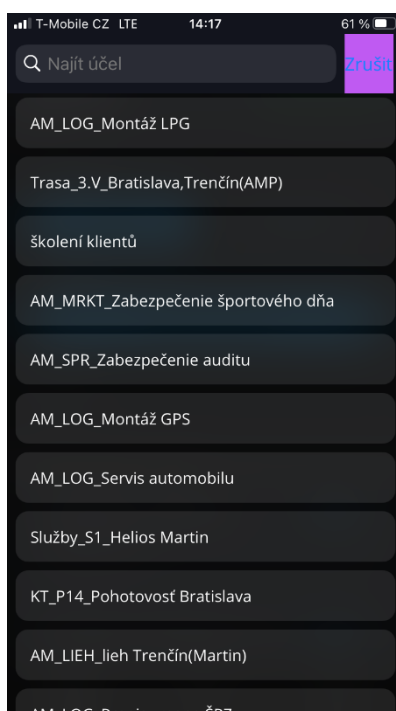 T-Mobile CZ LTE 14:17 61 %
Najít účel Zrušit
AM_LOG_Montáž LPG
Trasa_3.V_Bratislava,Trenčín(AMP)
školení klientů
AM_MRKT_Zabezpečenie športového dňa
AM_SPR_Zabezpečenie auditu
AM_LOG_Montáž GPS
AM_LOG_Servis automobilu
Služby_S1_Helios Martin
KT_P14_Pohotovosť Bratislava
AM_LIEH_lieh Trenčín(Martin)